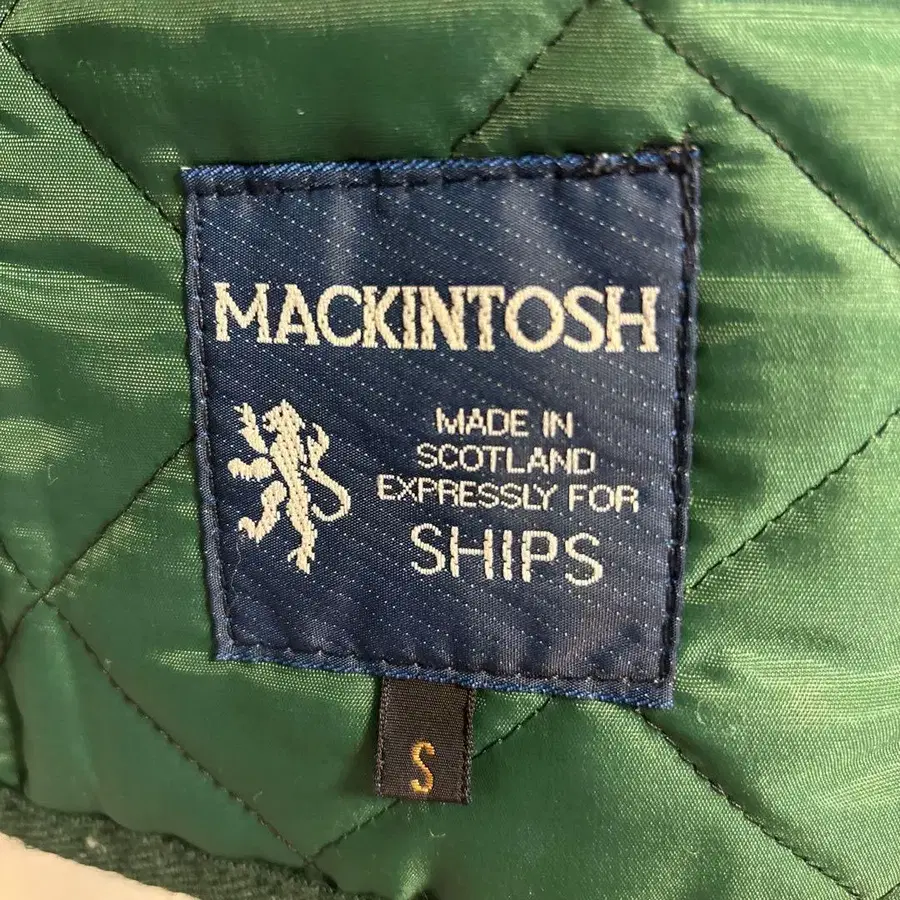 MACKINTOSH
MADE IN
SCOTLAND
EXPRESSLY FOR
SHIPS
S